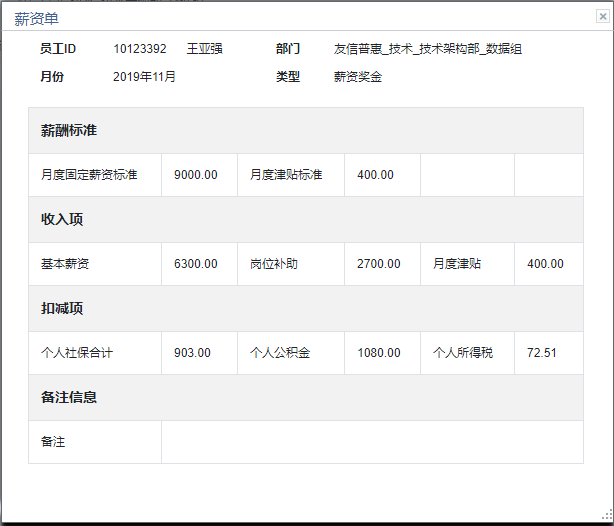 薪资单
员工ID 10123392 王亚强 部门 友信普惠_技术_技术架构部_数据组
月份 2019年11月 类型 薪资奖金
薪酬标准
月度固定薪资标准 9000.00 月度津贴标准 400.00
收入项
基本薪资 6300.00 岗位补助 2700.00 月度津贴 400.00
扣减项
个人社保合计 903.00 个人公积金 1080.00 个人所得税 72.51
备注信息
备注